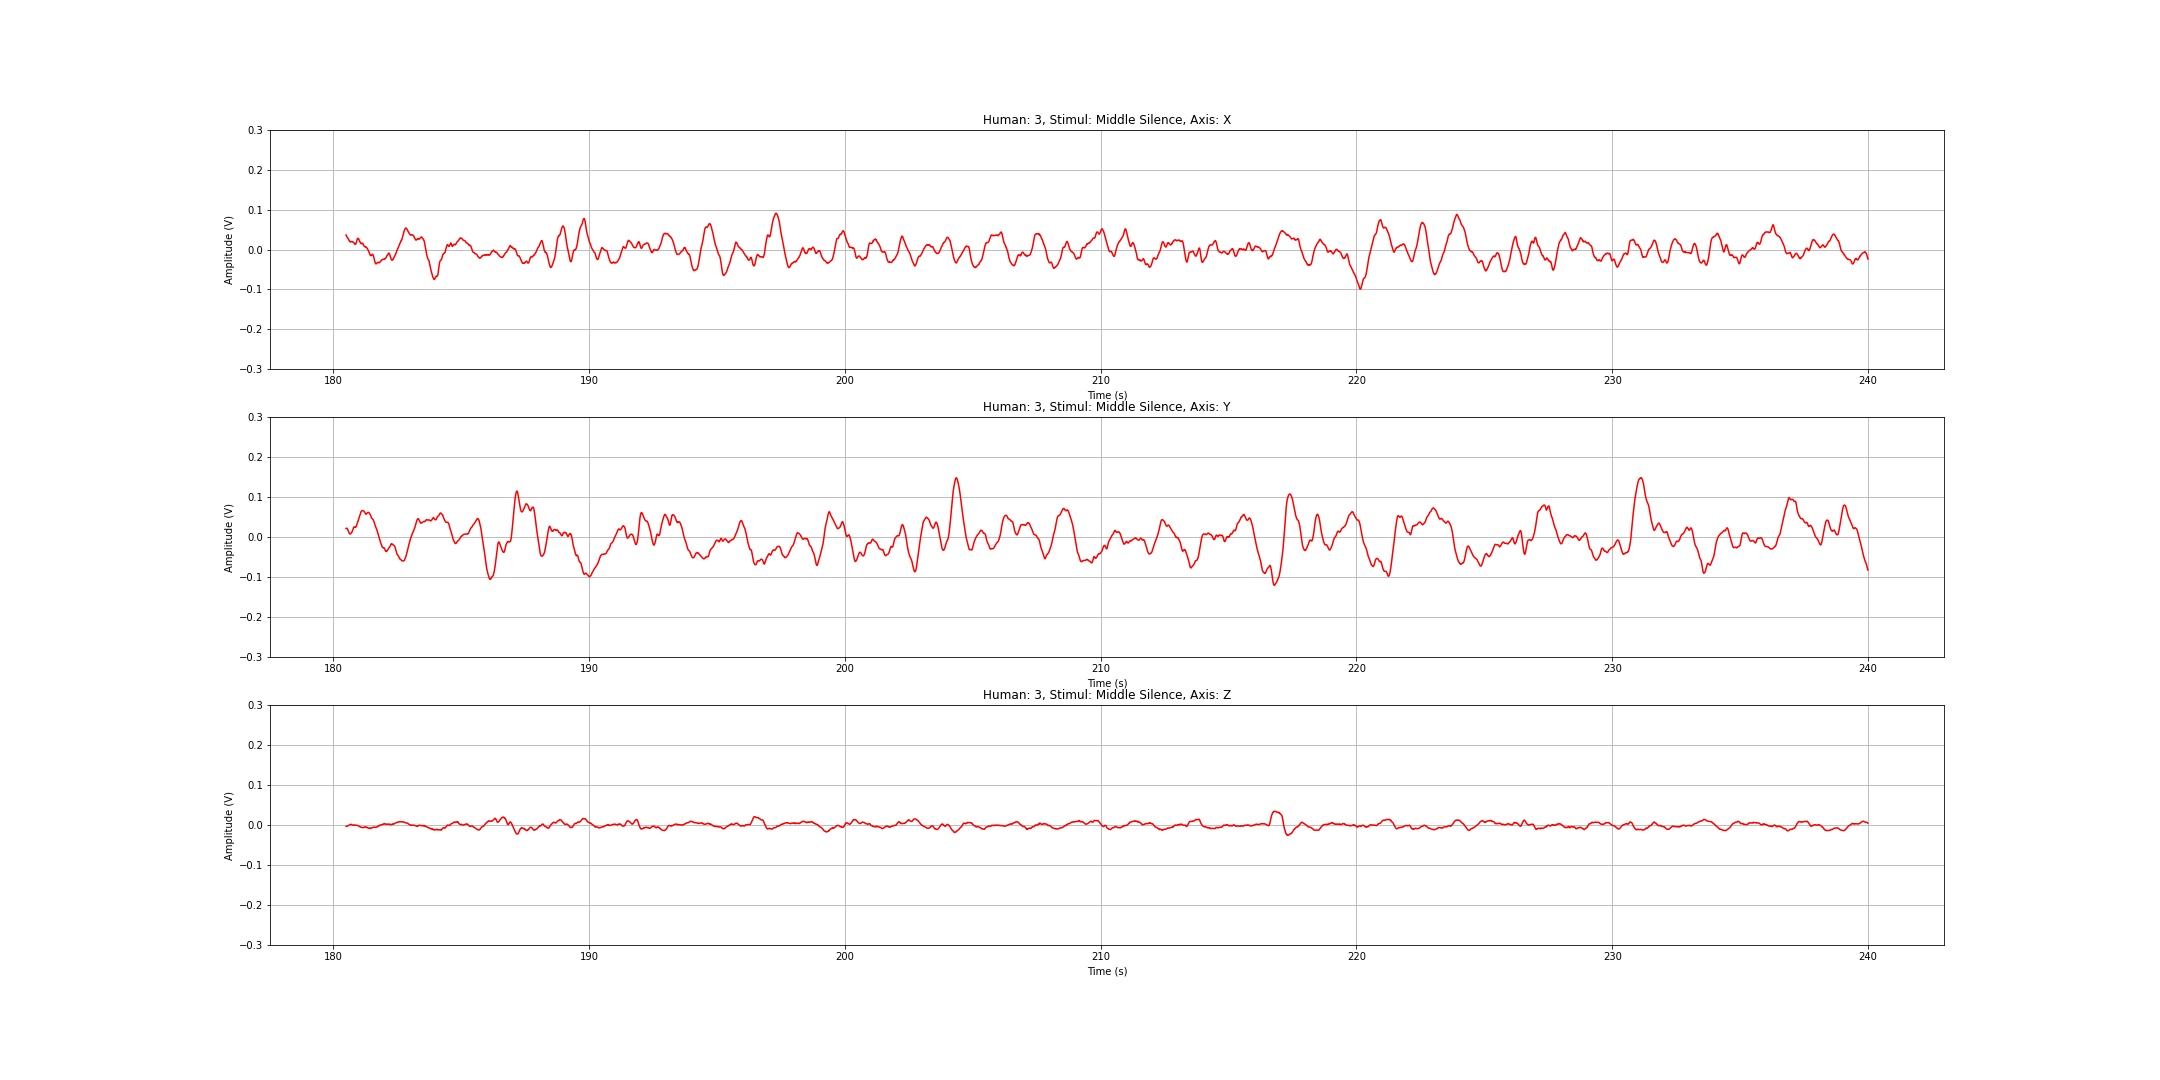 Human: 3, Stimul: Middle Silence, Axis: X
0.3
0.2
0.1
0.0
−0.1
−0.2
−0.3
Amplitude (V)
180 190 200 210 220 230 240
Time (s)
Human: 3, Stimul: Middle Silence, Axis: Y
0.3
0.2
0.1
0.0
−0.1
−0.2
−0.3
Amplitude (V)
180 190 200 210 220 230 240
Time (s)
Human: 3, Stimul: Middle Silence, Axis: Z
0.3
0.2
0.1
0.0
−0.1
−0.2
−0.3
Amplitude (V)
180 190 200 210 220 230 240
Time (s)